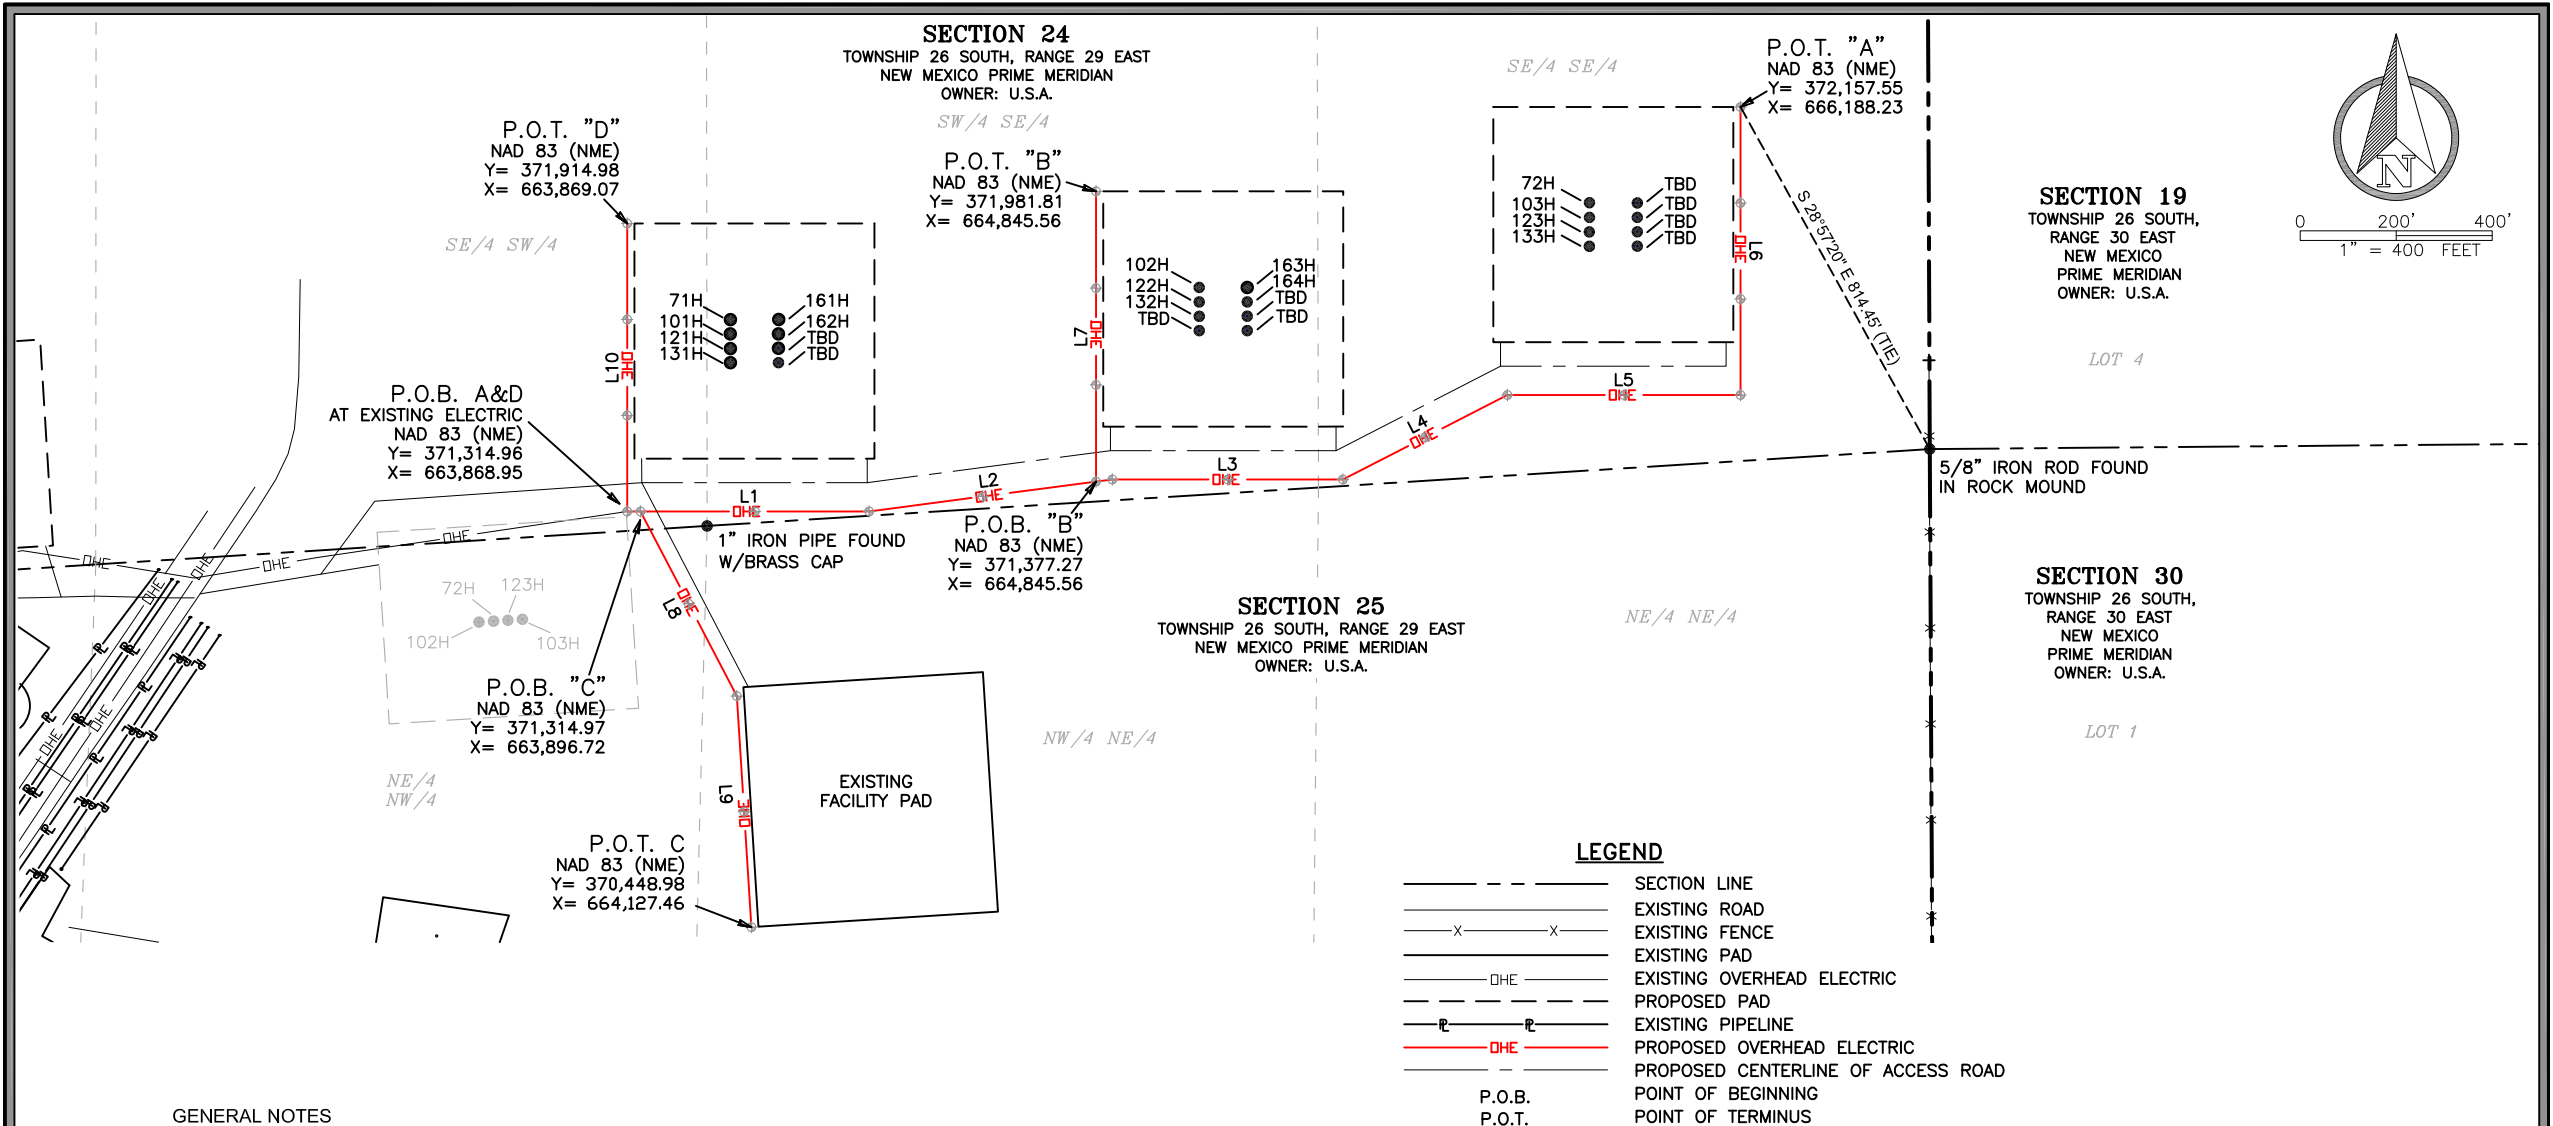 SECTION 24
TOWNSHIP 26 SOUTH, RANGE 29 EAST
NEW MEXICO PRIME MERIDIAN
OWNER: U.S.A.
SW/4 SE/4
SE/4 SE/4
P.O.T. "A"
NAD 83 (NME)
Y= 372,157.55
X= 666,188.23
P.O.T. "D"
NAD 83 (NME)
Y= 371,914.98
X= 663,869.07
P.O.T. "B"
NAD 83 (NME)
Y= 371,981.81
X= 664,845.56
SE/4 SW/4
N
0 200' 400'
1" = 400 FEET
SECTION 19
TOWNSHIP 26 SOUTH,
RANGE 30 EAST
NEW MEXICO
PRIME MERIDIAN
OWNER: U.S.A.
LOT 4
72H
103H
123H
133H
TBD
TBD
TBD
TBD
OHE
L6
S 28°57'20" E 814.45' (TIE)
102H
122H
132H
TBD
163H
164H
TBD
TBD
OHE
L7
71H
101H
121H
131H
161H
162H
TBD
TBD
OHE
L10
P.O.B. A&D
AT EXISTING ELECTRIC
NAD 83 (NME)
Y= 371,314.96
X= 663,868.95
L5
OHE
L4
OHE
L3
OHE
L2
OHE
L1
OHE
5/8" IRON ROD FOUND
IN ROCK MOUND
1" IRON PIPE FOUND
W/BRASS CAP
P.O.B. "B"
NAD 83 (NME)
Y= 371,377.27
X= 664,845.56
OHE
OHE
OHE
OHE
OHE
OHE
OHE
PL
PL
PL
PL
PL
PL
72H
123H
102H
103H
OHE
L8
P.O.B. "C"
NAD 83 (NME)
Y= 371,314.97
X= 663,896.72
SECTION 25
TOWNSHIP 26 SOUTH, RANGE 29 EAST
NEW MEXICO PRIME MERIDIAN
OWNER: U.S.A.
NE/4 NE/4
SECTION 30
TOWNSHIP 26 SOUTH,
RANGE 30 EAST
NEW MEXICO
PRIME MERIDIAN
OWNER: U.S.A.
LOT 1
NW/4 NE/4
NE/4
NW/4
L9
OHE
EXISTING
FACILITY PAD
P.O.T. C
NAD 83 (NME)
Y= 370,448.98
X= 664,127.46
LEGEND
SECTION LINE
EXISTING ROAD
X X EXISTING FENCE
EXISTING PAD
OHE EXISTING OVERHEAD ELECTRIC
PROPOSED PAD
PL PL EXISTING PIPELINE
OHE PROPOSED OVERHEAD ELECTRIC
PROPOSED CENTERLINE OF ACCESS ROAD
P.O.B. POINT OF BEGINNING
P.O.T. POINT OF TERMINUS
GENERAL NOTES